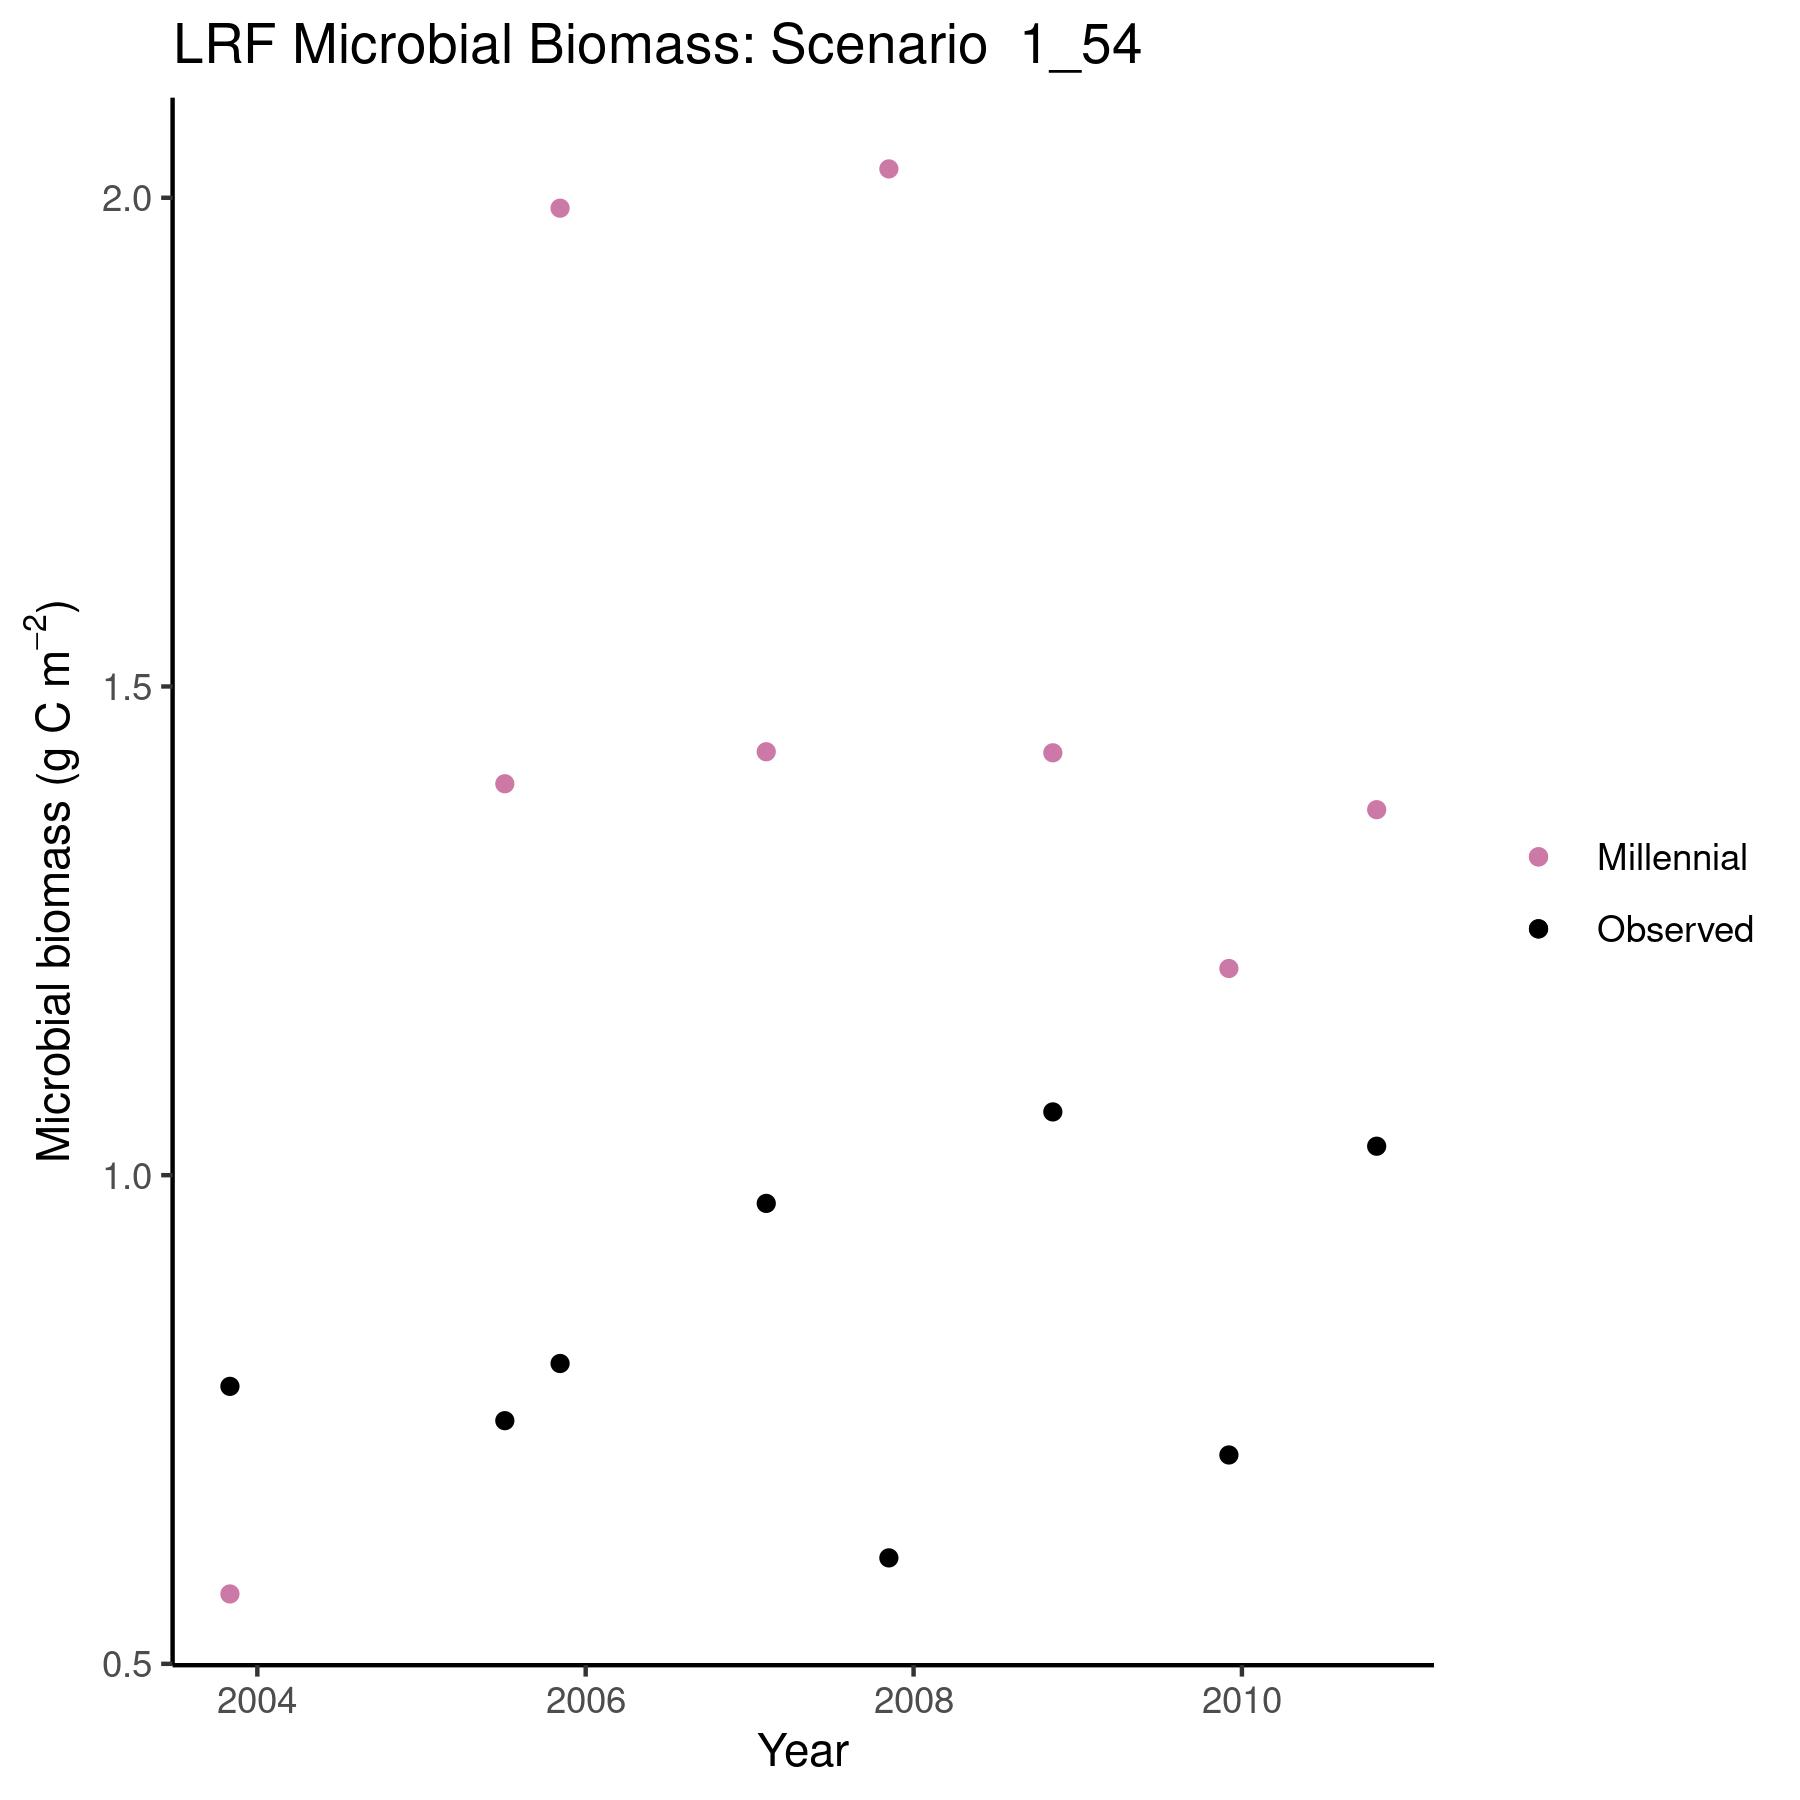 LRF Microbial Biomass: Scenario  1_54
Microbial biomass (g C m⁻²)
2.0
1.5
1.0
0.5
2004 2006 2008 2010
Year
Millennial
Observed